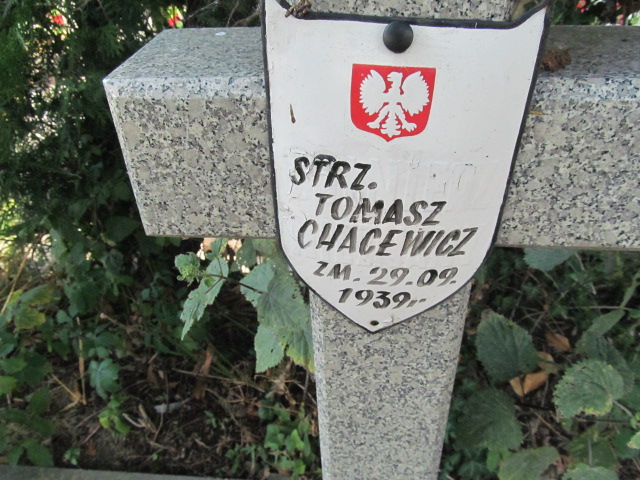 STRZ.
TOMASZ
CHACEWICZ
ZM. 29.09.
1939r.